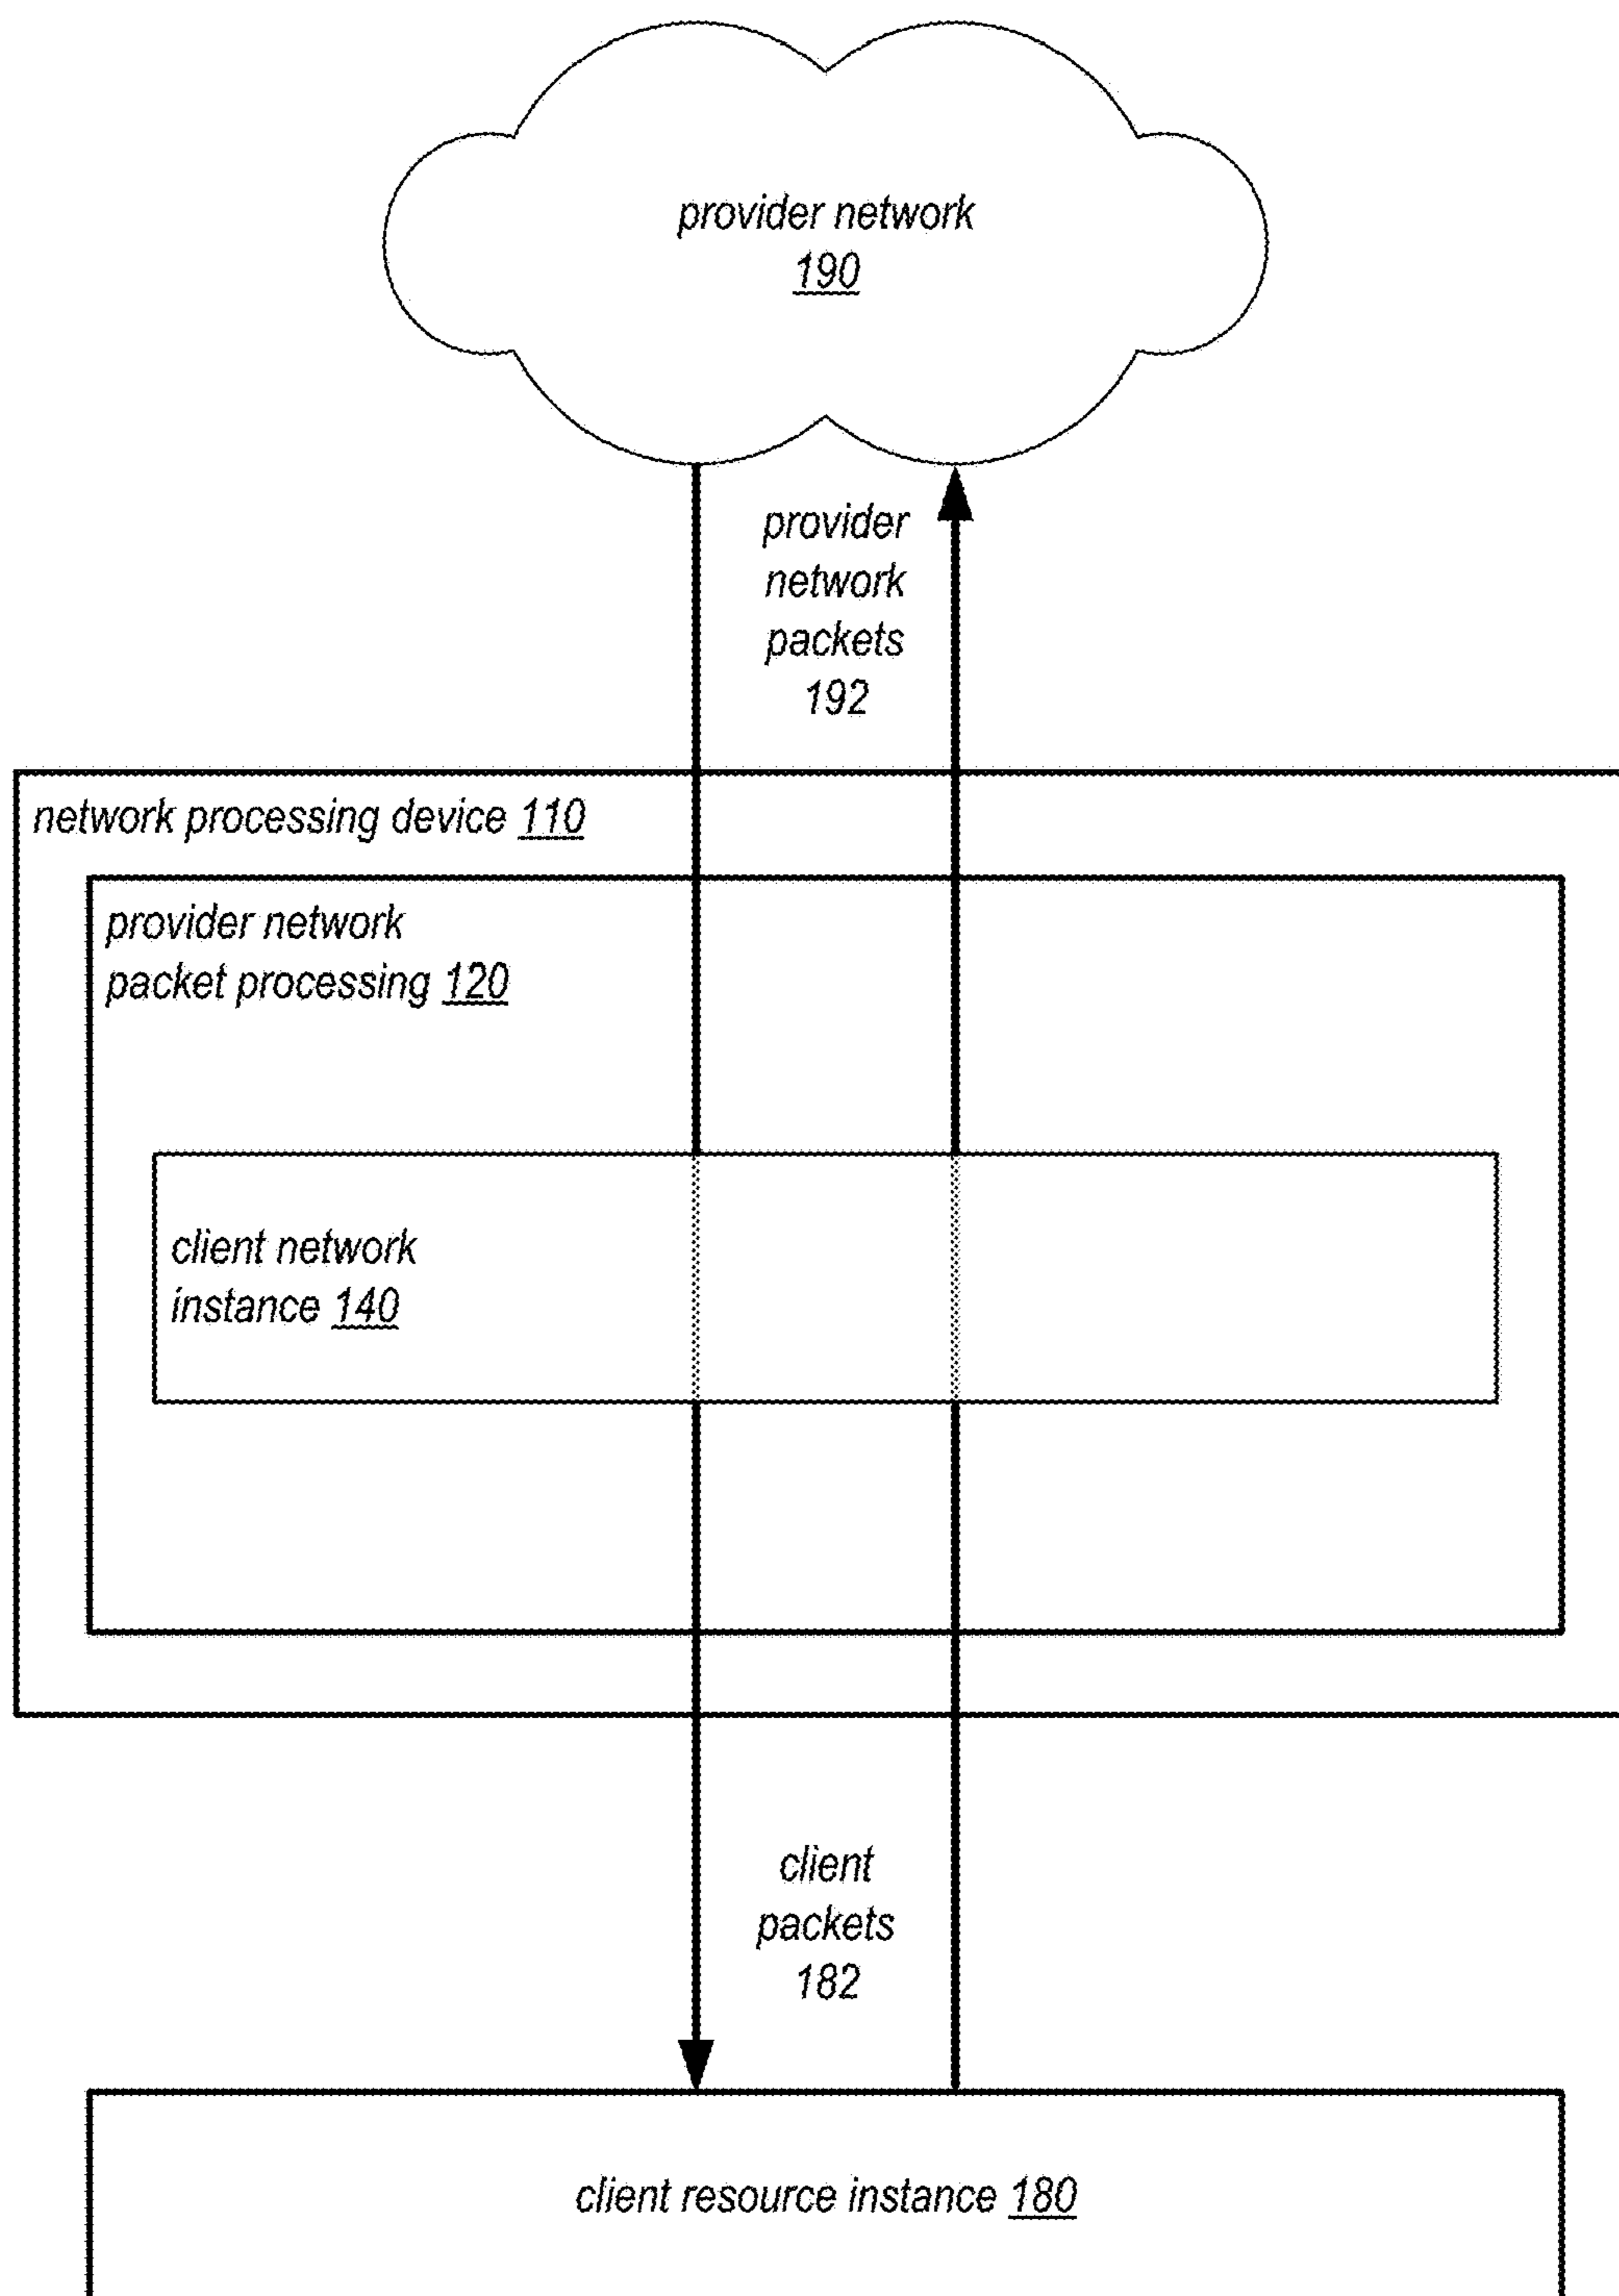 provider network
190
provider
network
packets
192
network processing device 110
provider network
packet processing 120
client network
instance 140
client
packets
182
client resource instance 180